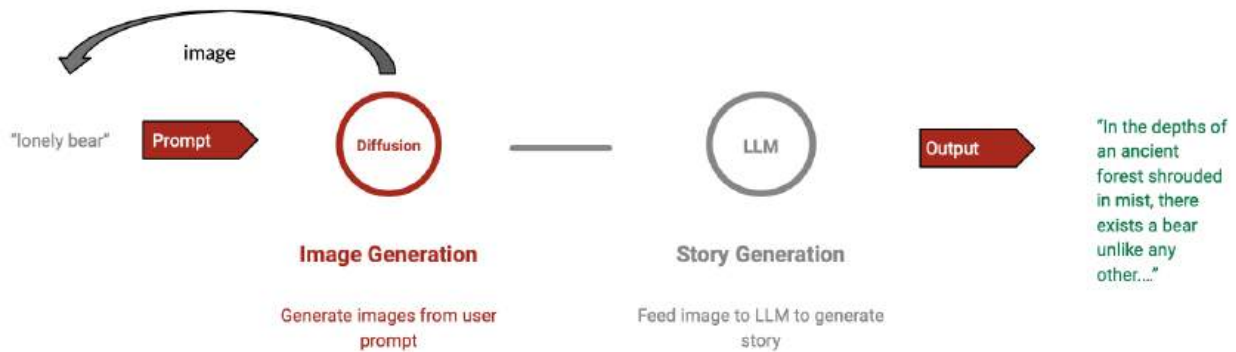 image
"lonely bear"
Prompt
Diffusion
LLM
Output
"In the depths of
an ancient
forest shrouded
in mist, there
exists a bear
unlike any
other...."
Image Generation
Story Generation
Generate images from user
prompt
Feed image to LLM to generate
story